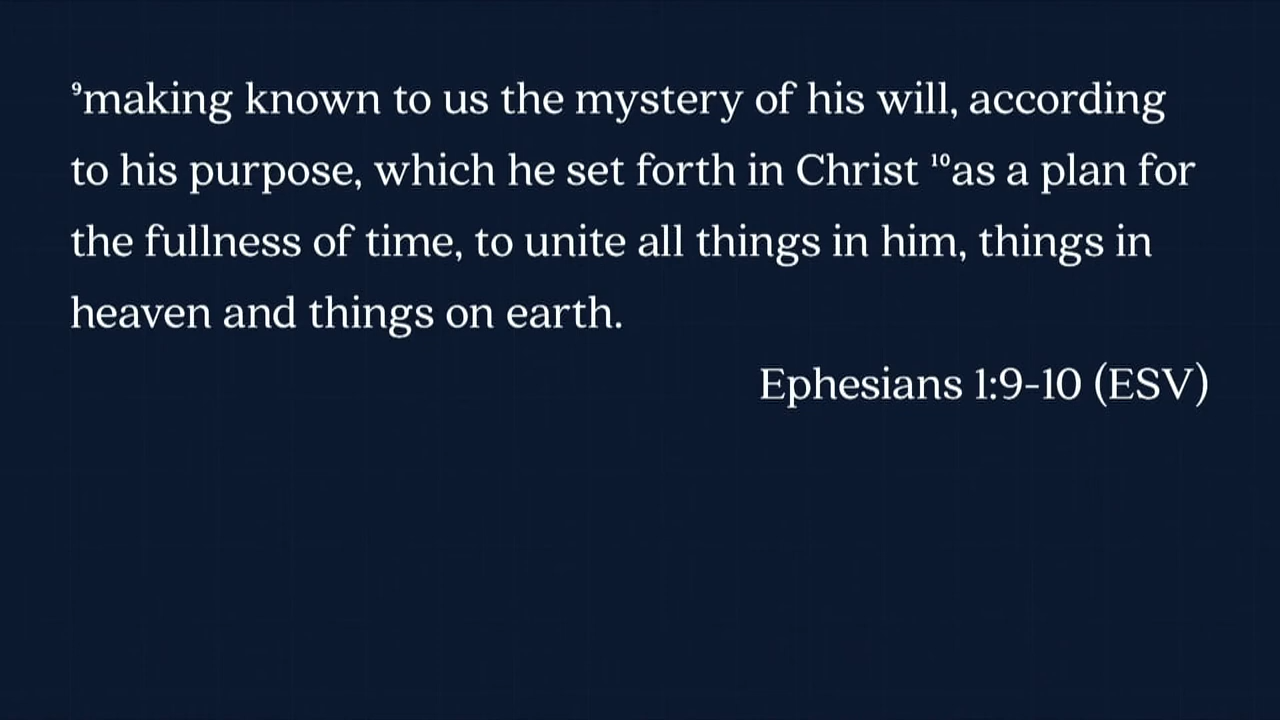 ⁹making known to us the mystery of his will, according
to his purpose, which he set forth in Christ ¹⁰as a plan for
the fullness of time, to unite all things in him, things in
heaven and things on earth.
Ephesians 1:9-10 (ESV)